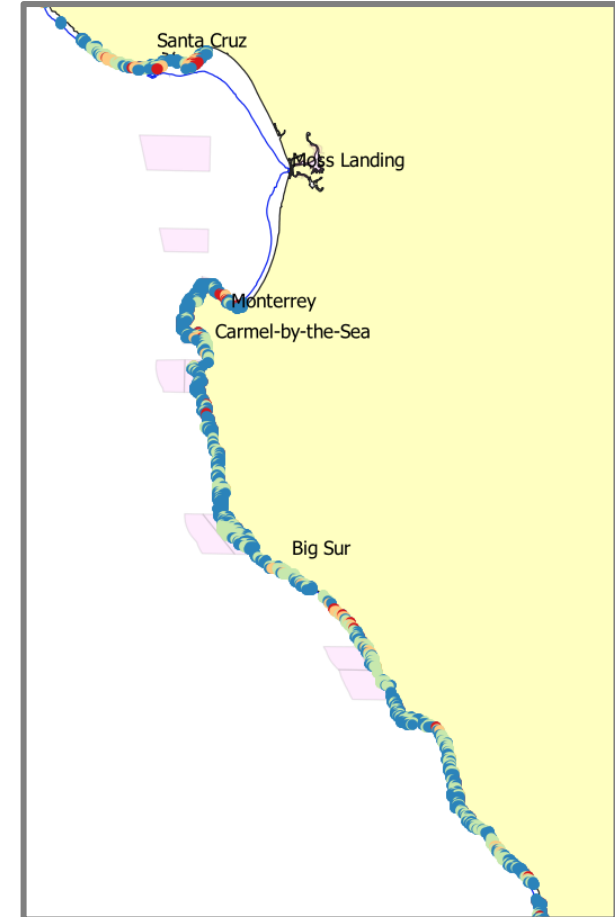 Santa Cruz
Moss Landing
Monterrey
Carmel-by-the-Sea
Big Sur